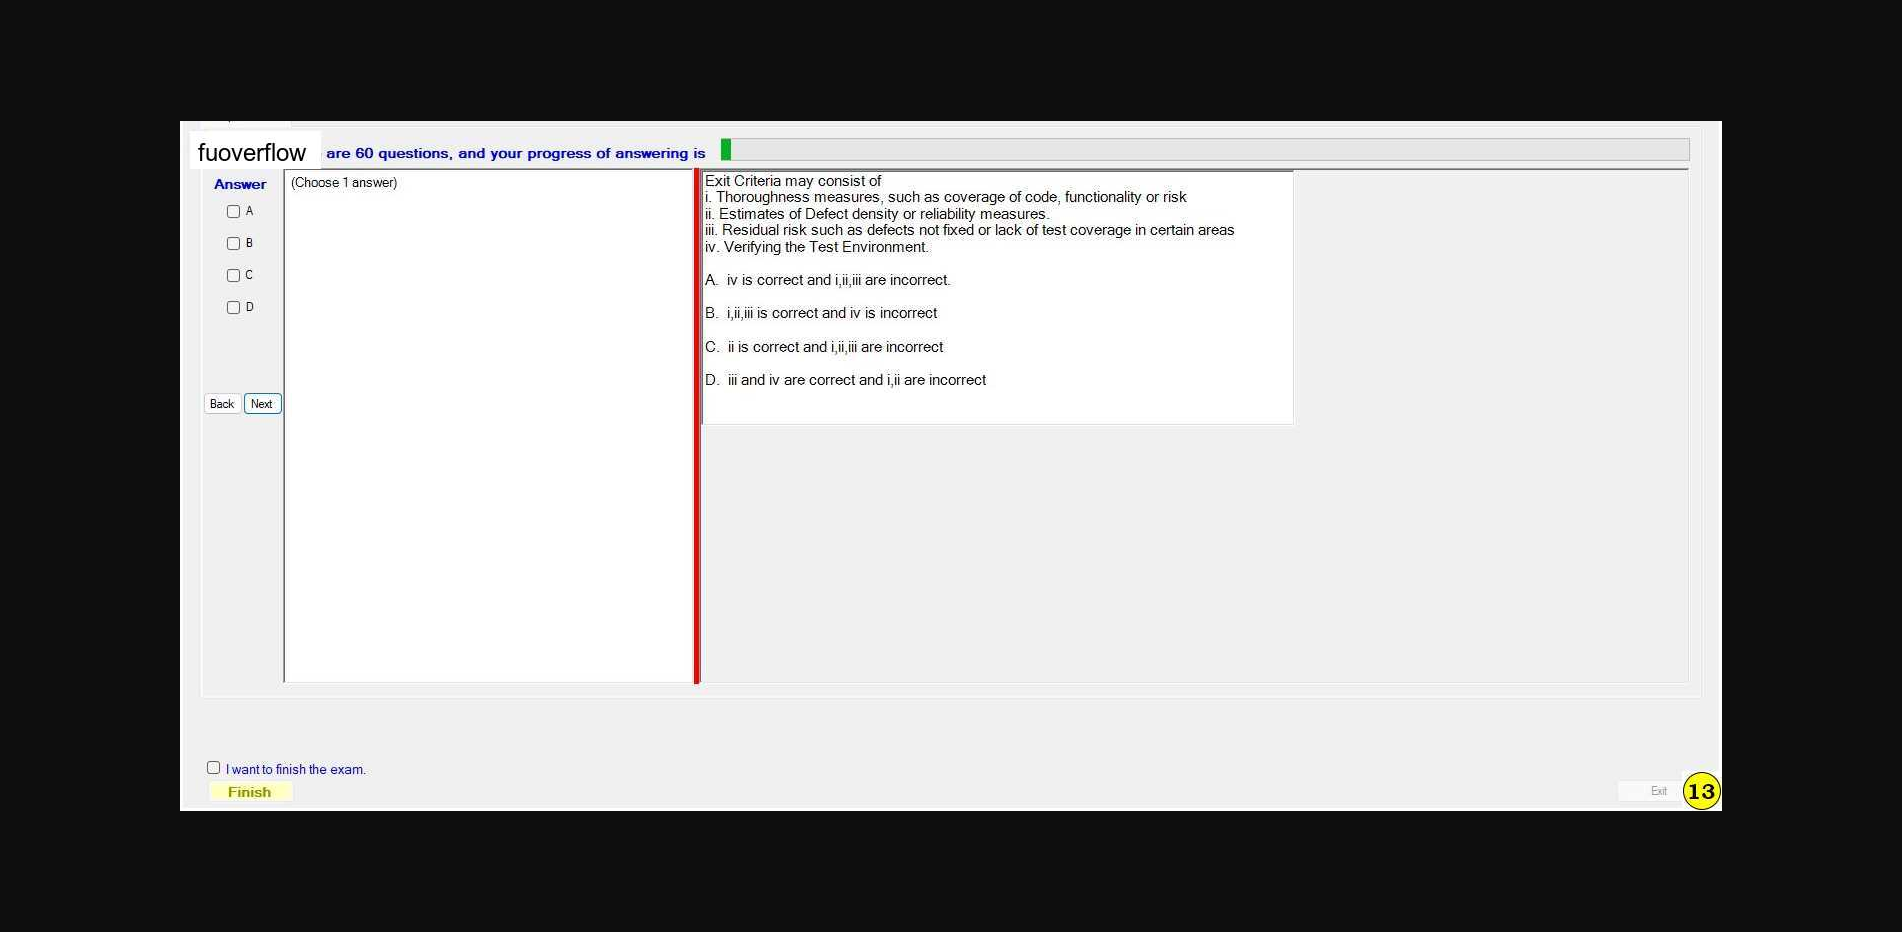 fuoverflow are 60 questions, and your progress of answering is
Answer
A
B
C
D
Back Next
(Choose 1 answer)
Exit Criteria may consist of
i. Thoroughness measures, such as coverage of code, functionality or risk
ii. Estimates of Defect density or reliability measures.
iii. Residual risk such as defects not fixed or lack of test coverage in certain areas
iv. Verifying the Test Environment.
A. iv is correct and i,ii,iii are incorrect.
B. i,ii,iii is correct and iv is incorrect
C. ii is correct and i,ii,iii are incorrect
D. iii and iv are correct and i,ii are incorrect
I want to finish the exam.
Finish
Exit
13